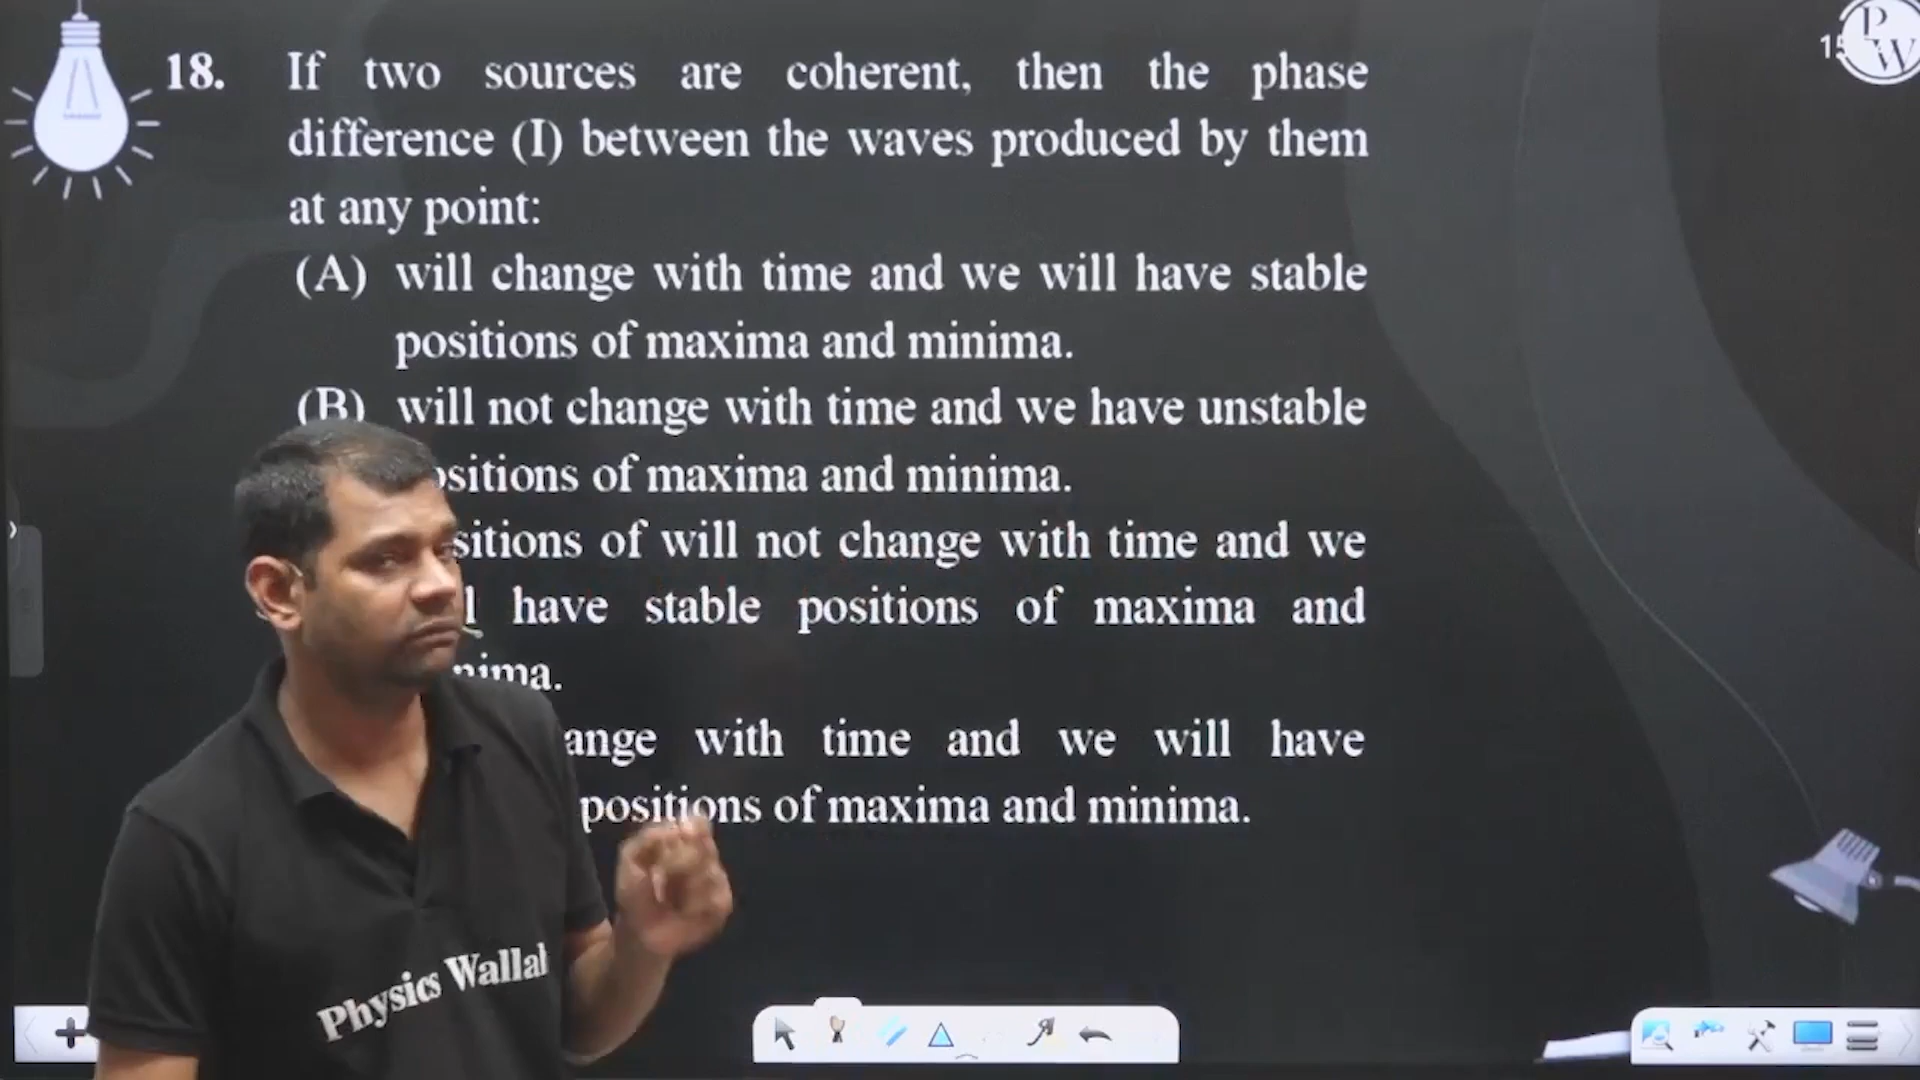 18. If two sources are coherent, then the phase
difference (I) between the waves produced by them
at any point:
(A) will change with time and we will have stable
positions of maxima and minima.
(B) will not change with time and we have unstable
ositions of maxima and minima.
sitions of will not change with time and we
l have stable positions of maxima and
nima.
ange with time and we will have
positions of maxima and minima.
Physics Wallah
PW